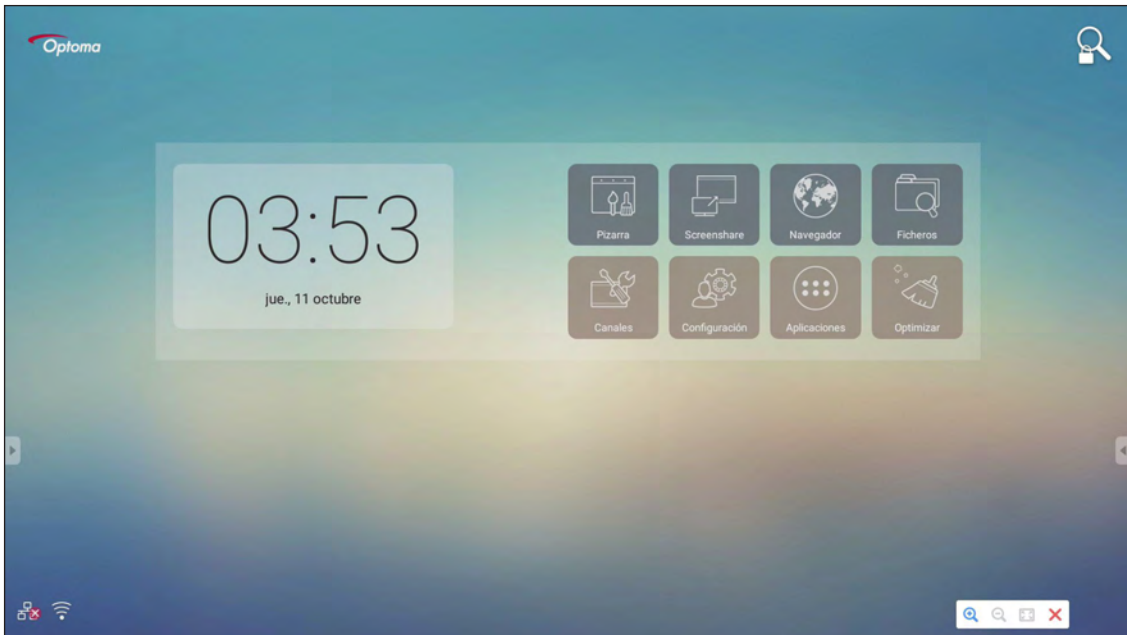 Optoma
03:53
jue., 11 octubre
Pizarra
Screenshare
Navegador
Ficheros
Canales
Configuración
Aplicaciones
Optimizar